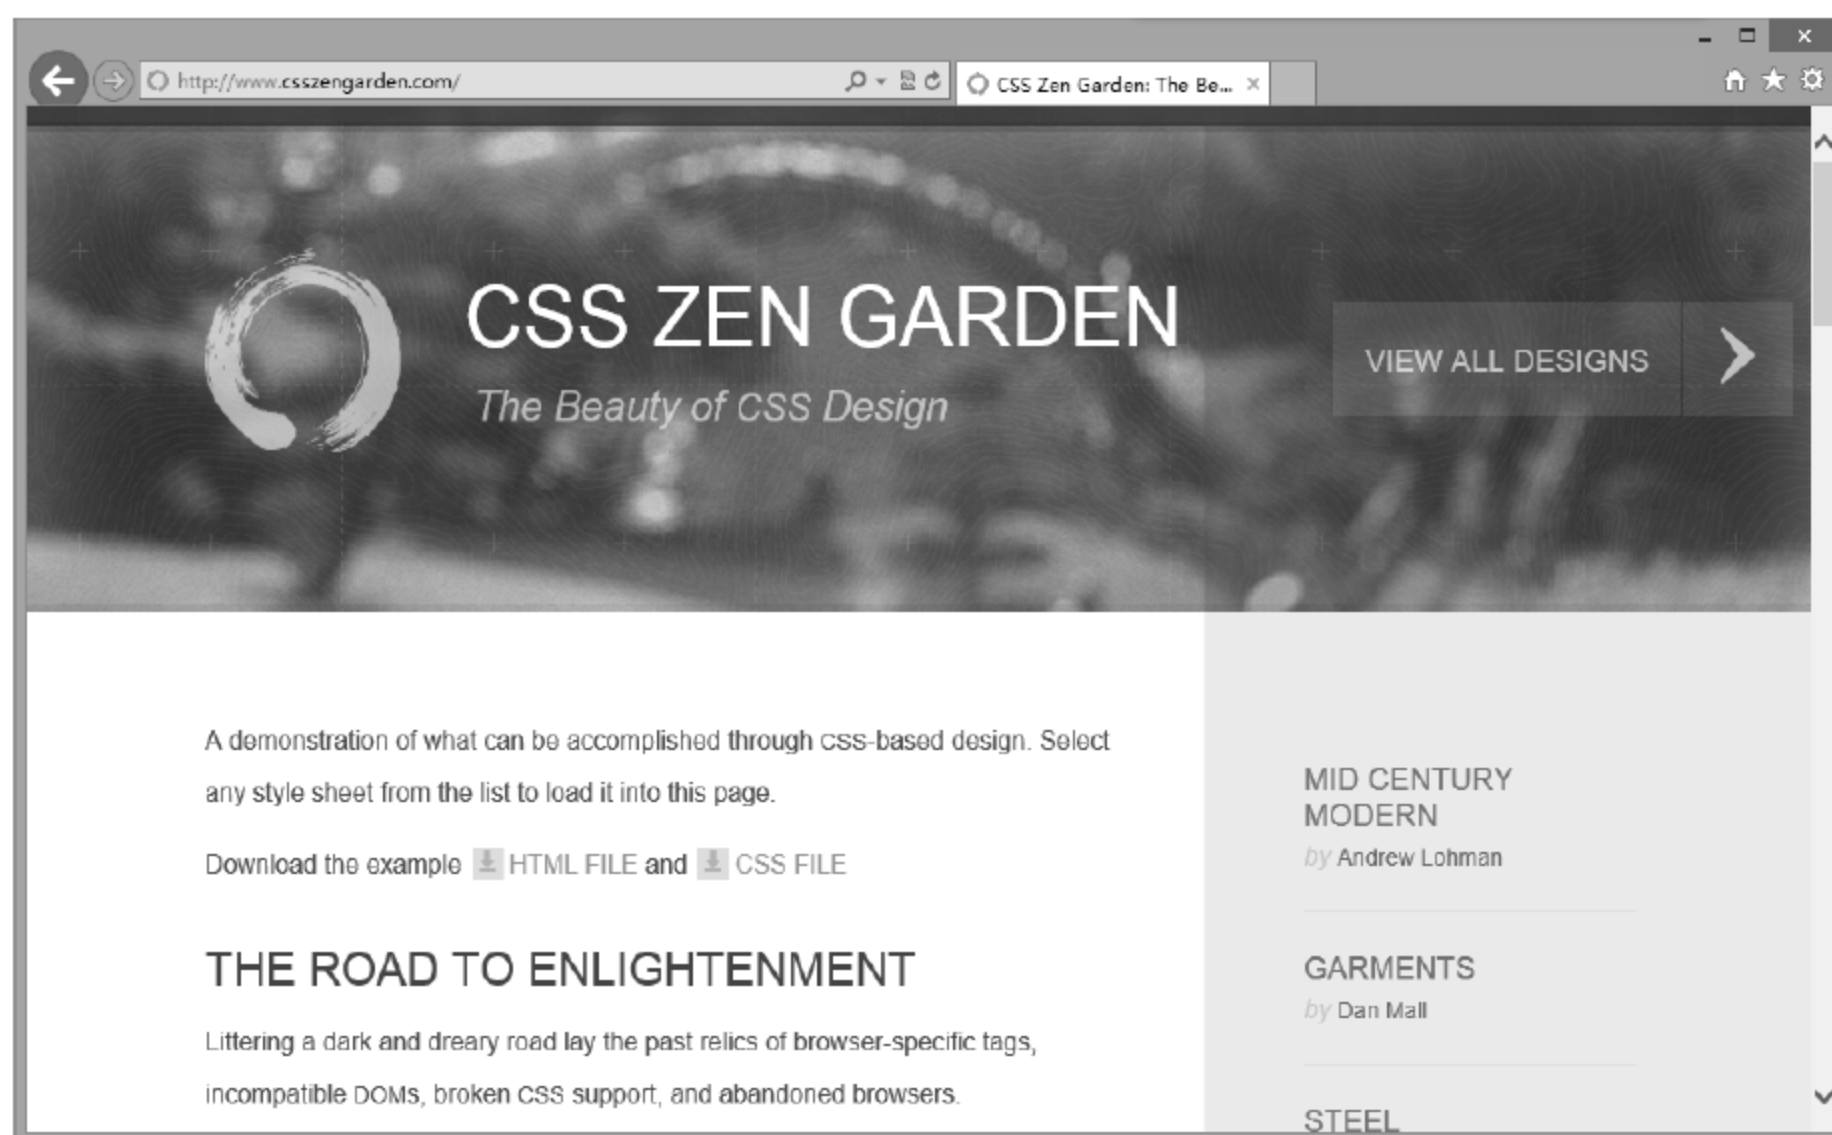 http://www.csszengarden.com/
CSS Zen Garden: The Be...
CSS ZEN GARDEN
The Beauty of CSS Design
VIEW ALL DESIGNS
A demonstration of what can be accomplished through CSS-based design. Select
any style sheet from the list to load it into this page.
Download the example HTML FILE and CSS FILE
THE ROAD TO ENLIGHTENMENT
Littering a dark and dreary road lay the past relics of browser-specific tags,
incompatible DOMs, broken CSS support, and abandoned browsers.
MID CENTURY
MODERN
by Andrew Lohman
GARMENTS
by Dan Mall
STEEL